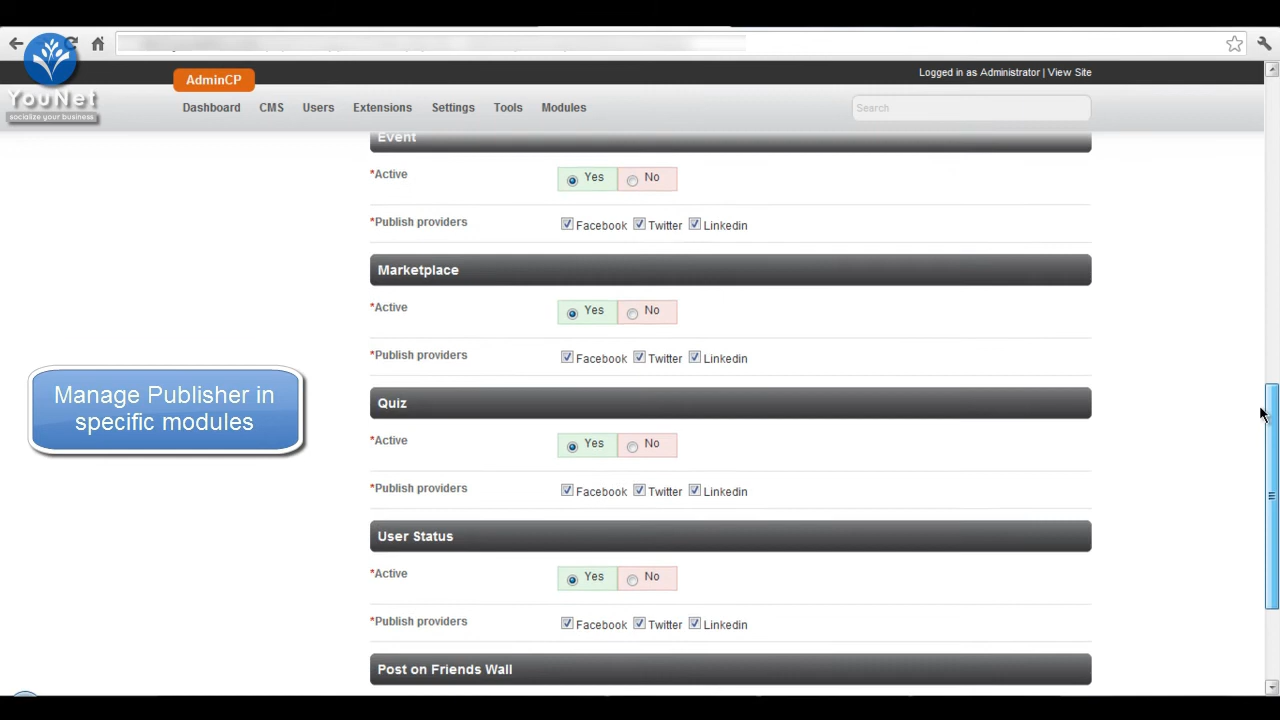 YouNet
socialize your business
AdminCP
Logged in as Administrator | View Site
Dashboard CMS Users Extensions Settings Tools Modules
Search
Event
*Active Yes No
*Publish providers Facebook Twitter Linkedin
Marketplace
*Active Yes No
*Publish providers Facebook Twitter Linkedin
Manage Publisher in
specific modules
Quiz
*Active Yes No
*Publish providers Facebook Twitter Linkedin
User Status
*Active Yes No
*Publish providers Facebook Twitter Linkedin
Post on Friends Wall